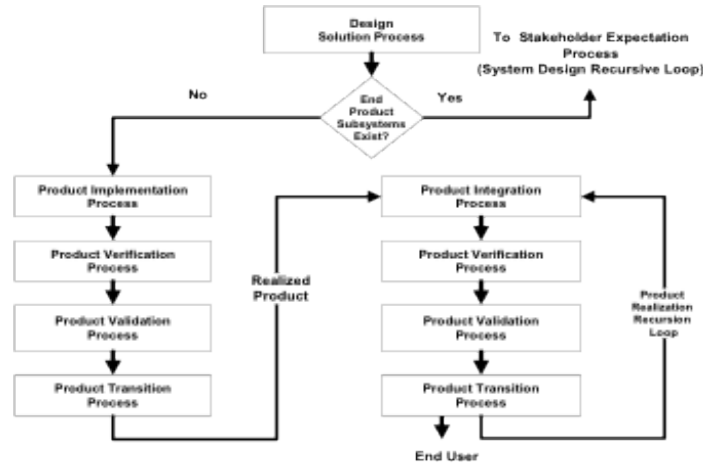 Design
Solution Process
To Stakeholder Expectation
Process
(System Design Recursive Loop)
No
End
Product
Subsystems
Exist?
Yes
Product Implementation
Process
Product Integration
Process
Product Verification
Process
Realized
Product
Product Verification
Process
Product
Realization
Recursion
Loop
Product Validation
Process
Product Validation
Process
Product Transition
Process
Product Transition
Process
End User